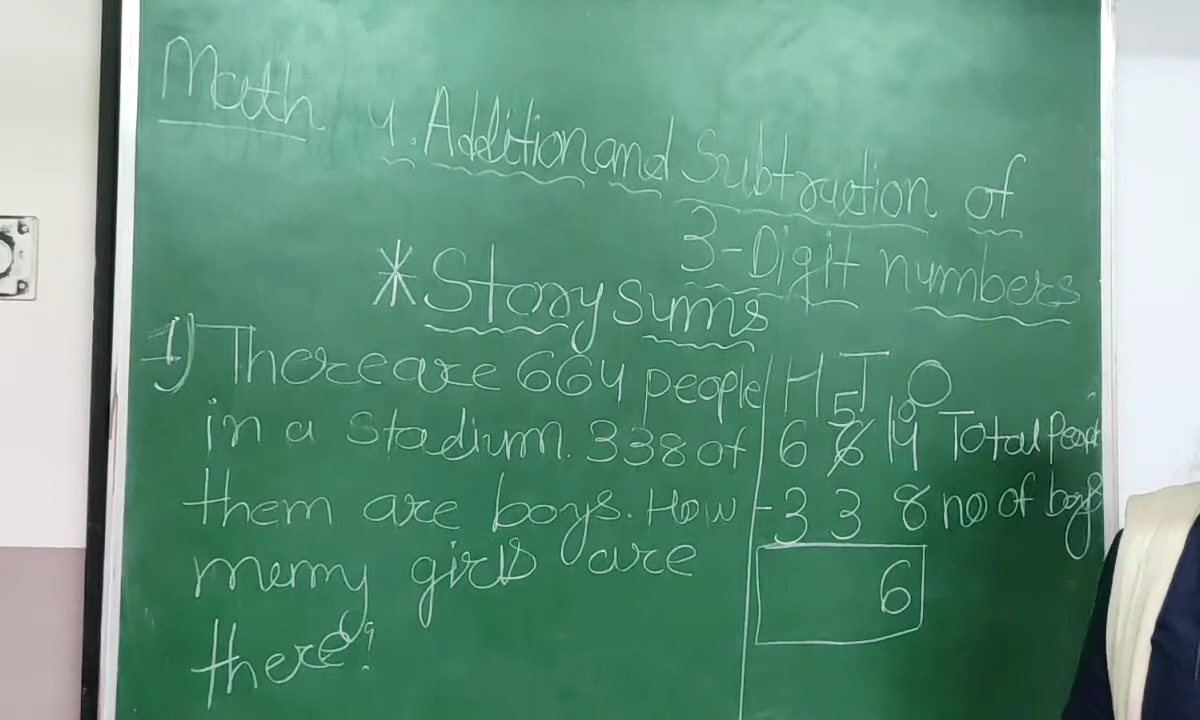 Math 4. Addition and Subtraction of
3-Digit numbers
* Story sums
1) There are 664 people
in a stadium. 338 of
them are boys. How
many girls are
there?
H T O
5
6 6 14 Total Peopl
-3 3 8 no of boys
6